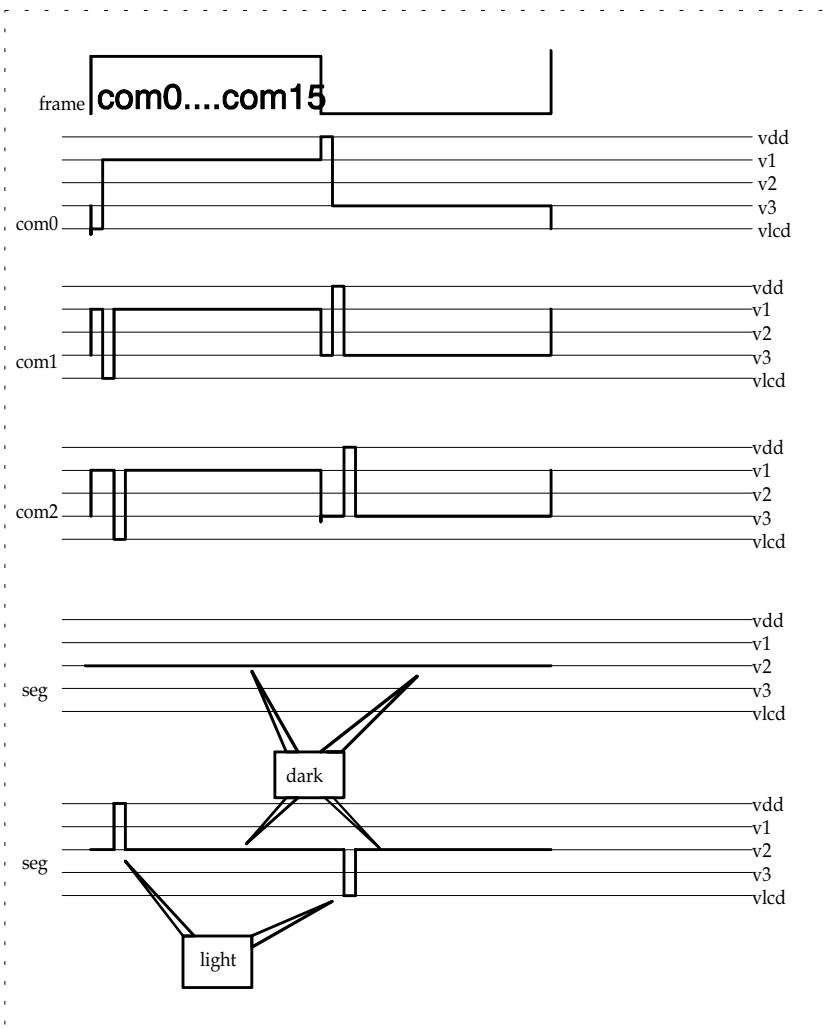 frame com0....com15
vdd
v1
v2
v3
com0
vlcd
vdd
v1
v2
com1
v3
vlcd
vdd
v1
v2
com2
v3
vlcd
vdd
v1
v2
seg
v3
vlcd
dark
vdd
v1
v2
seg
v3
vlcd
light